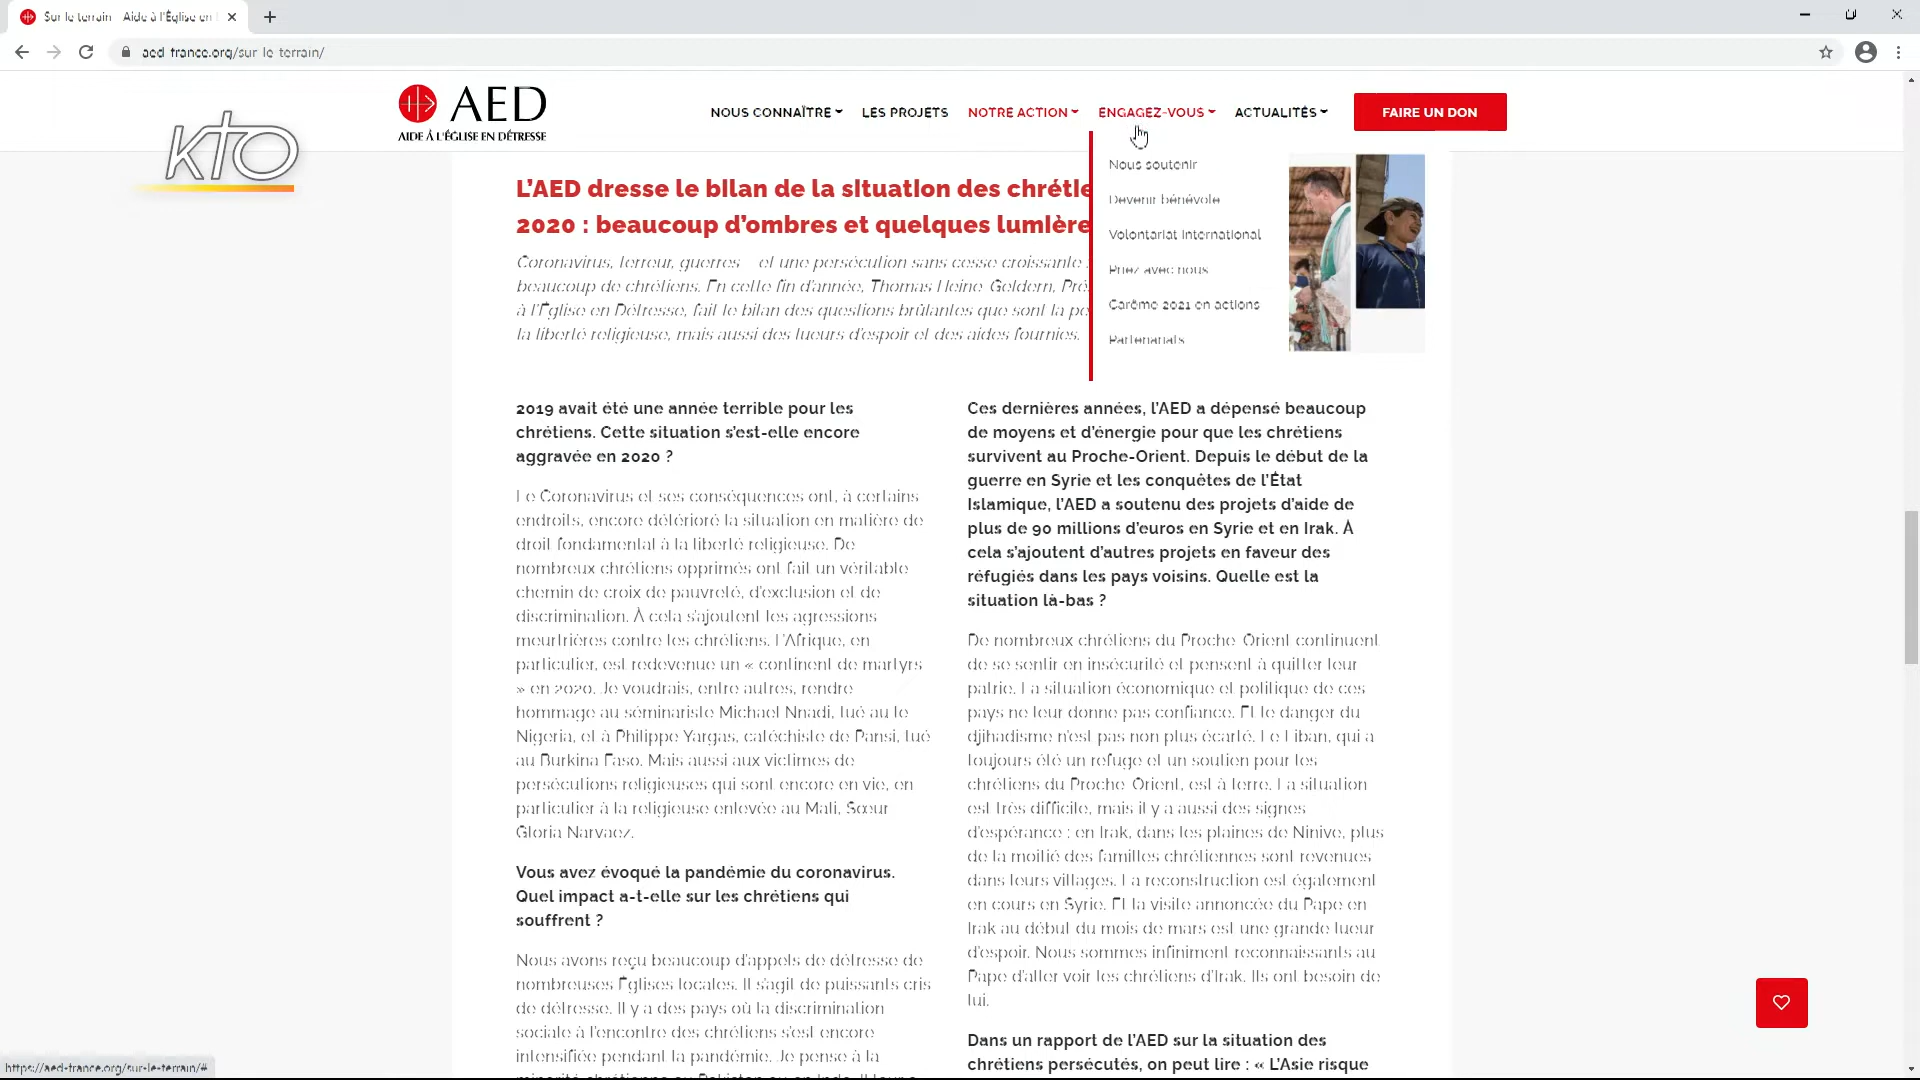 Sur le terrain - Aide à l'Église en
aed-france.org/sur-le-terrain/
kto
AED
AIDE À L'ÉGLISE EN DÉTRESSE
NOUS CONNAÎTRE LES PROJETS NOTRE ACTION ENGAGEZ-VOUS ACTUALITÉS FAIRE UN DON
Nous soutenir
Devenir bénévole
Volontariat international
Priez avec nous
Carême 2021 en actions
Partenariats
L'AED dresse le bilan de la situation des chrétie
2020 : beaucoup d'ombres et quelques lumière
Coronavirus, terreur, guerres – et une persécution sans cesse croissante
beaucoup de chrétiens. En cette fin d'année, Thomas Heine-Geldern, Pré
à l'Église en Détresse, fait le bilan des questions brûlantes que sont la pe
la liberté religieuse, mais aussi des lueurs d'espoir et des aides fournies.
2019 avait été une année terrible pour les
chrétiens. Cette situation s'est-elle encore
aggravée en 2020 ?
Le Coronavirus et ses conséquences ont, à certains
endroits, encore détérioré la situation en matière de
droit fondamental à la liberté religieuse. De
nombreux chrétiens opprimés ont fait un véritable
chemin de croix de pauvreté, d'exclusion et de
discrimination. À cela s'ajoutent les agressions
meurtrières contre les chrétiens. L'Afrique, en
particulier, est redevenue un « continent de martyrs
» en 2020. Je voudrais, entre autres, rendre
hommage au séminariste Michael Nnadi, tué au le
Nigeria, et à Philippe Yargas, catéchiste de Pansi, tué
au Burkina Faso. Mais aussi aux victimes de
persécutions religieuses qui sont encore en vie, en
particulier à la religieuse enlevée au Mali, Sœur
Gloria Narvaez.
Vous avez évoqué la pandémie du coronavirus.
Quel impact a-t-elle sur les chrétiens qui
souffrent ?
Nous avons reçu beaucoup d'appels de détresse de
nombreuses Églises locales. Il s'agit de puissants cris
de détresse. Il y a des pays où la discrimination
sociale à l'encontre des chrétiens s'est encore
intensifiée pendant la pandémie. Je pense à la
minorité chrétienne au Pakistan ou en Inde.
Ces dernières années, l'AED a dépensé beaucoup
de moyens et d'énergie pour que les chrétiens
survivent au Proche-Orient. Depuis le début de la
guerre en Syrie et les conquêtes de l'État
Islamique, l'AED a soutenu des projets d'aide de
plus de 90 millions d'euros en Syrie et en Irak. À
cela s'ajoutent d'autres projets en faveur des
réfugiés dans les pays voisins. Quelle est la
situation là-bas ?
De nombreux chrétiens du Proche-Orient continuent
de se sentir en insécurité et pensent à quitter leur
patrie. La situation économique et politique de ces
pays ne leur donne pas confiance. Et le danger du
djihadisme n'est pas non plus écarté. Le Liban, qui a
toujours été un refuge et un soutien pour les
chrétiens du Proche-Orient, est à terre. La situation
est très difficile, mais il y a aussi des signes
d'espérance : en Irak, dans les plaines de Ninive, plus
de la moitié des familles chrétiennes sont revenues
dans leurs villages. La reconstruction est également
en cours en Syrie. Et la visite annoncée du Pape en
Irak au début du mois de mars est une grande lueur
d'espoir. Nous sommes infiniment reconnaissants au
Pape d'aller voir les chrétiens d'Irak. Ils ont besoin de
lui.
Dans un rapport de l'AED sur la situation des
chrétiens persécutés, on peut lire : « L'Asie risque
https://aed-france.org/sur-le-terrain/#